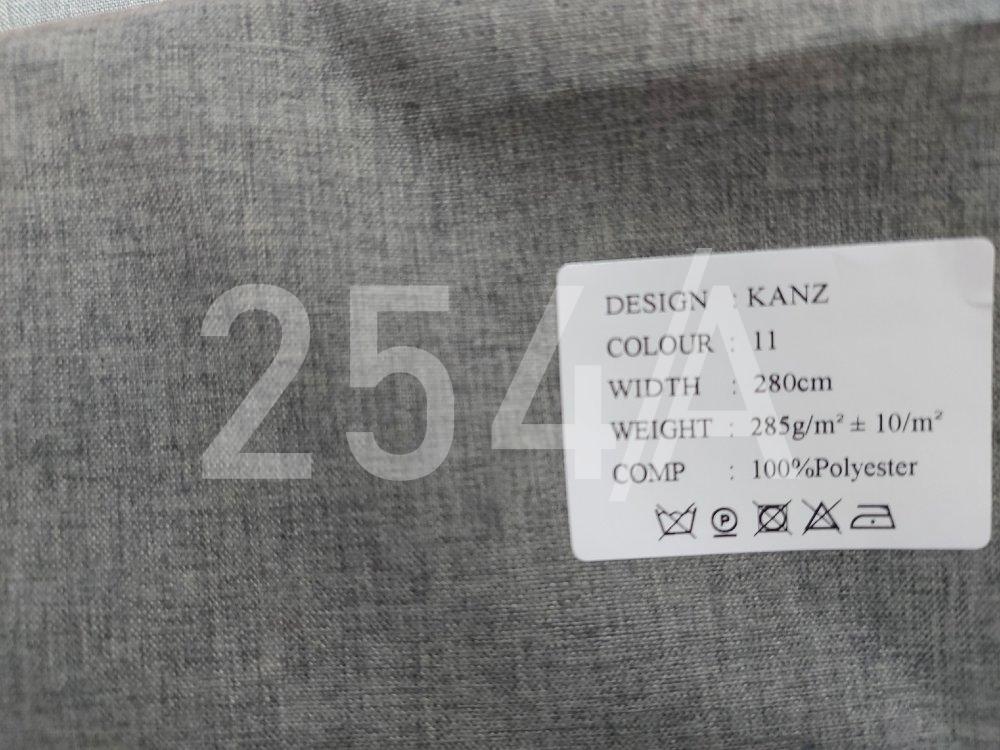 254/A
DESIGN : KANZ
COLOUR : 11
WIDTH : 280cm
WEIGHT : 285g/m² ± 10/m²
COMP : 100%Polyester
P